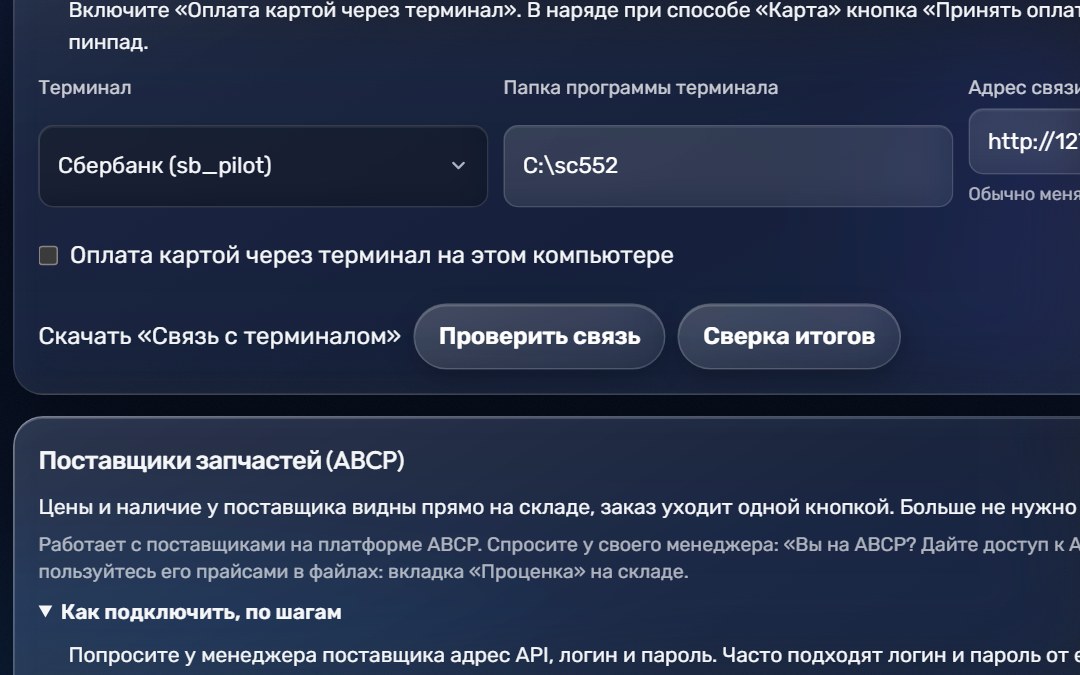 Включите «Оплата картой через терминал». В наряде при способе «Карта» кнопка «Принять оплат
пинпад.
Терминал
Папка программы терминала
Адрес связи
Сбербанк (sb_pilot)
C:\sc552
http://127
Обычно меня
Оплата картой через терминал на этом компьютере
Скачать «Связь с терминалом»
Проверить связь
Сверка итогов
Поставщики запчастей (ABCP)
Цены и наличие у поставщика видны прямо на складе, заказ уходит одной кнопкой. Больше не нужно
Работает с поставщиками на платформе ABCP. Спросите у своего менеджера: «Вы на ABCP? Дайте доступ к A
пользуйтесь его прайсами в файлах: вкладка «Проценка» на складе.
▼ Как подключить, по шагам
Попросите у менеджера поставщика адрес API, логин и пароль. Часто подходят логин и пароль от е